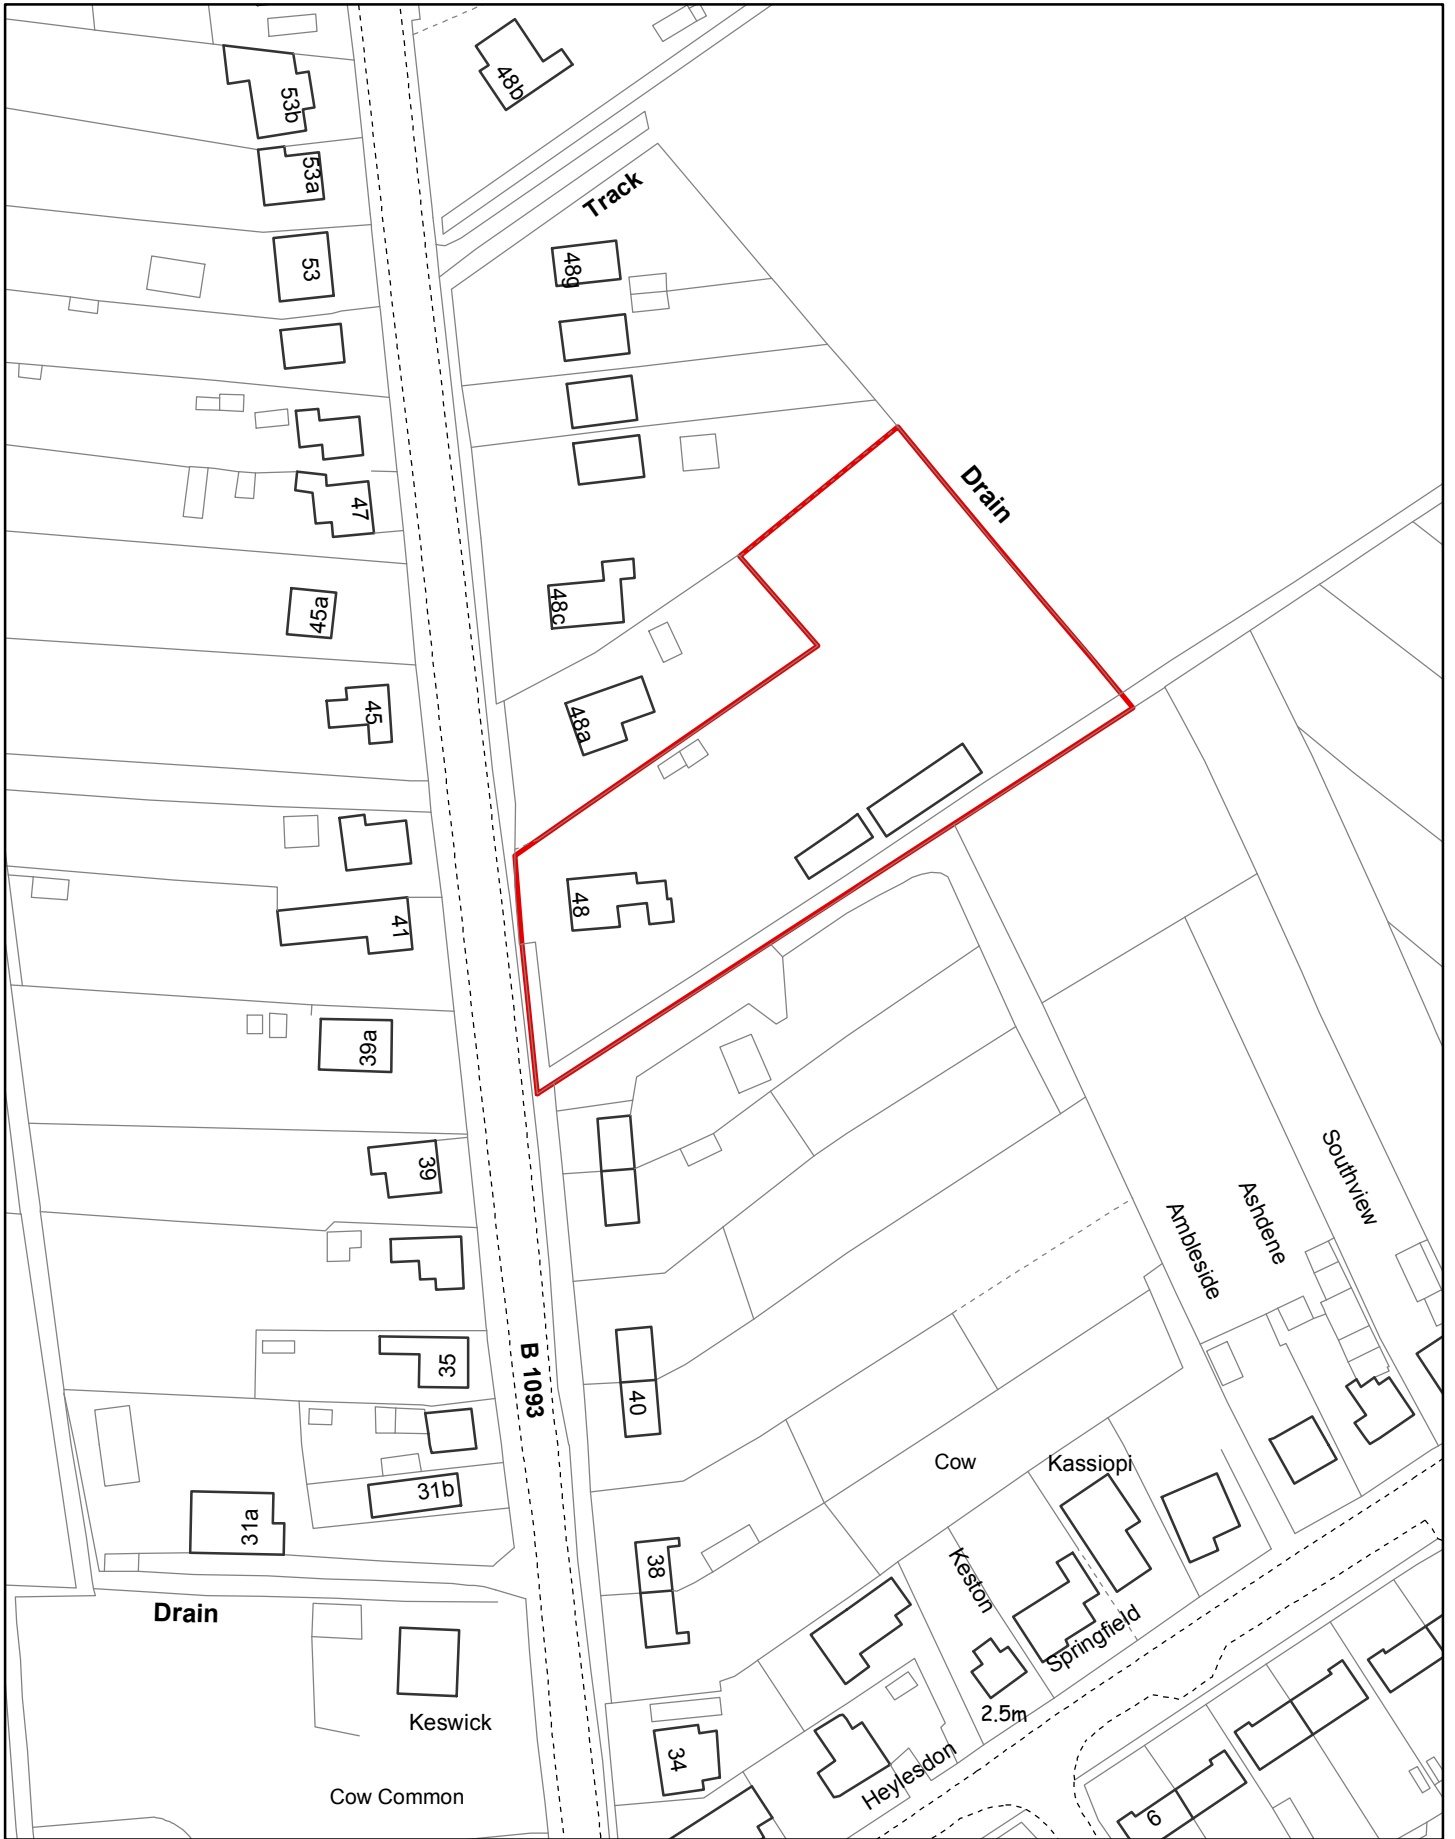 48b
53b
53a
Track
53
48g
47
Drain
45a
48c
45
48a
48
41
39a
39
Southview
Ashdene
Ambleside
35
B 1093
40
Cow
Kassiopi
31b
31a
38
Keston
Drain
Springfield
2.5m
Keswick
34
Heylesdon
Cow Common
6